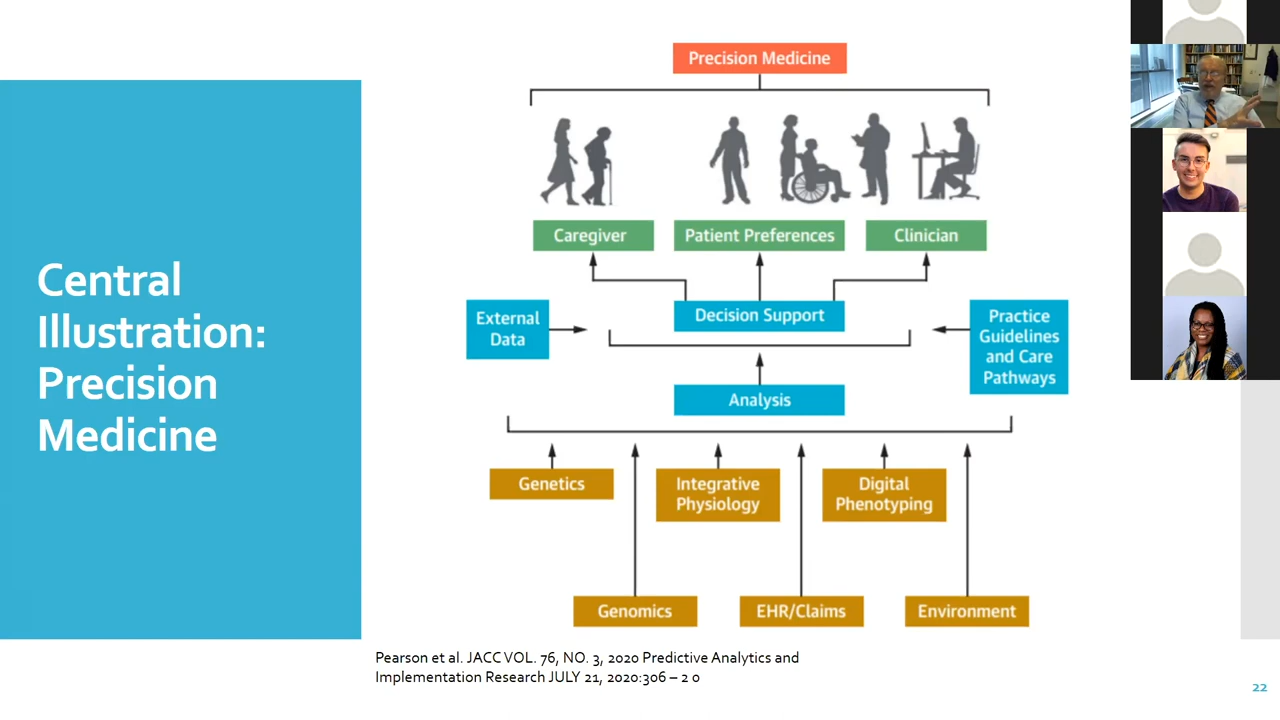 Central
Illustration:
Precision
Medicine
Precision Medicine
Caregiver
Patient Preferences
Clinician
External
Data
Decision Support
Practice
Guidelines
and Care
Pathways
Analysis
Genetics
Integrative
Physiology
Digital
Phenotyping
Genomics
EHR/Claims
Environment
Pearson et al. JACC VOL. 76, NO. 3, 2020 Predictive Analytics and
Implementation Research JULY 21, 2020:306 – 2 0
22